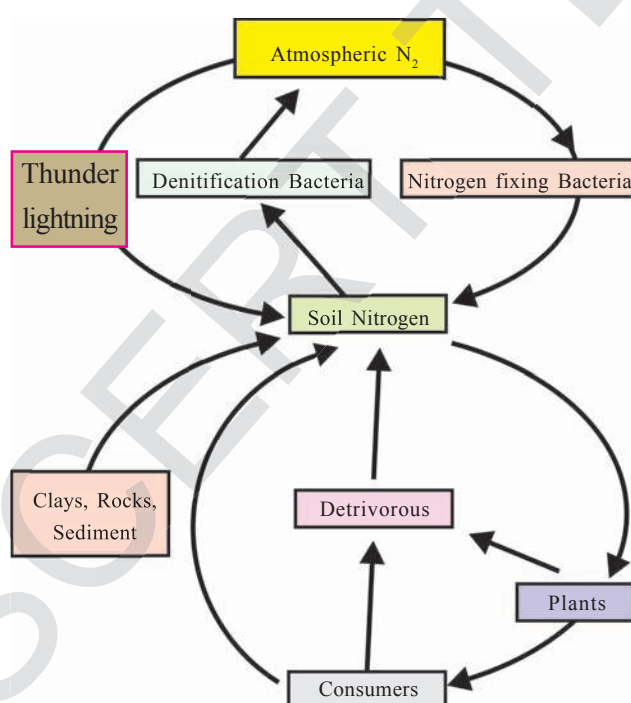 Atmospheric N₂
Thunder
lightning
Denitification Bacteria
Nitrogen fixing Bacteria
Soil Nitrogen
Clays, Rocks,
Sediment
Detrivorous
Plants
Consumers